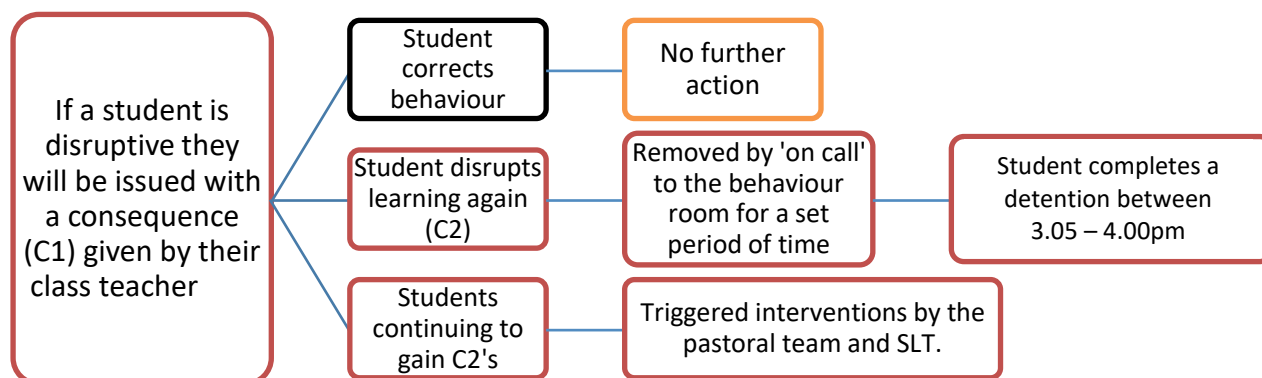 If a student is
disruptive they
will be issued with
a consequence
(C1) given by their
class teacher
Student
corrects
behaviour
No further
action
Student disrupts
learning again
(C2)
Removed by 'on call'
to the behaviour
room for a set
period of time
Student completes a
detention between
3.05 – 4.00pm
Students
continuing to
gain C2's
Triggered interventions by the
pastoral team and SLT.